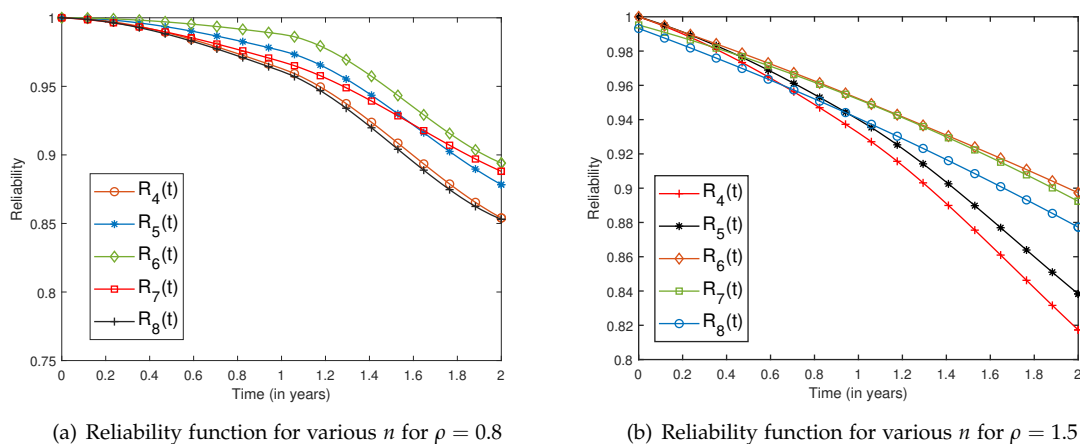 1
0.95
0.9
0.85
0.8
0.75
Reliability
R4(t)
R5(t)
R6(t)
R7(t)
R8(t)
0 0.2 0.4 0.6 0.8 1 1.2 1.4 1.6 1.8 2
Time (in years)
(a) Reliability function for various n for ρ = 0.8
1
0.98
0.96
0.94
0.92
0.9
0.88
0.86
0.84
0.82
0.8
Reliability
R4(t)
R5(t)
R6(t)
R7(t)
R8(t)
0 0.2 0.4 0.6 0.8 1 1.2 1.4 1.6 1.8 2
Time (in years)
(b) Reliability function for various n for ρ = 1.5